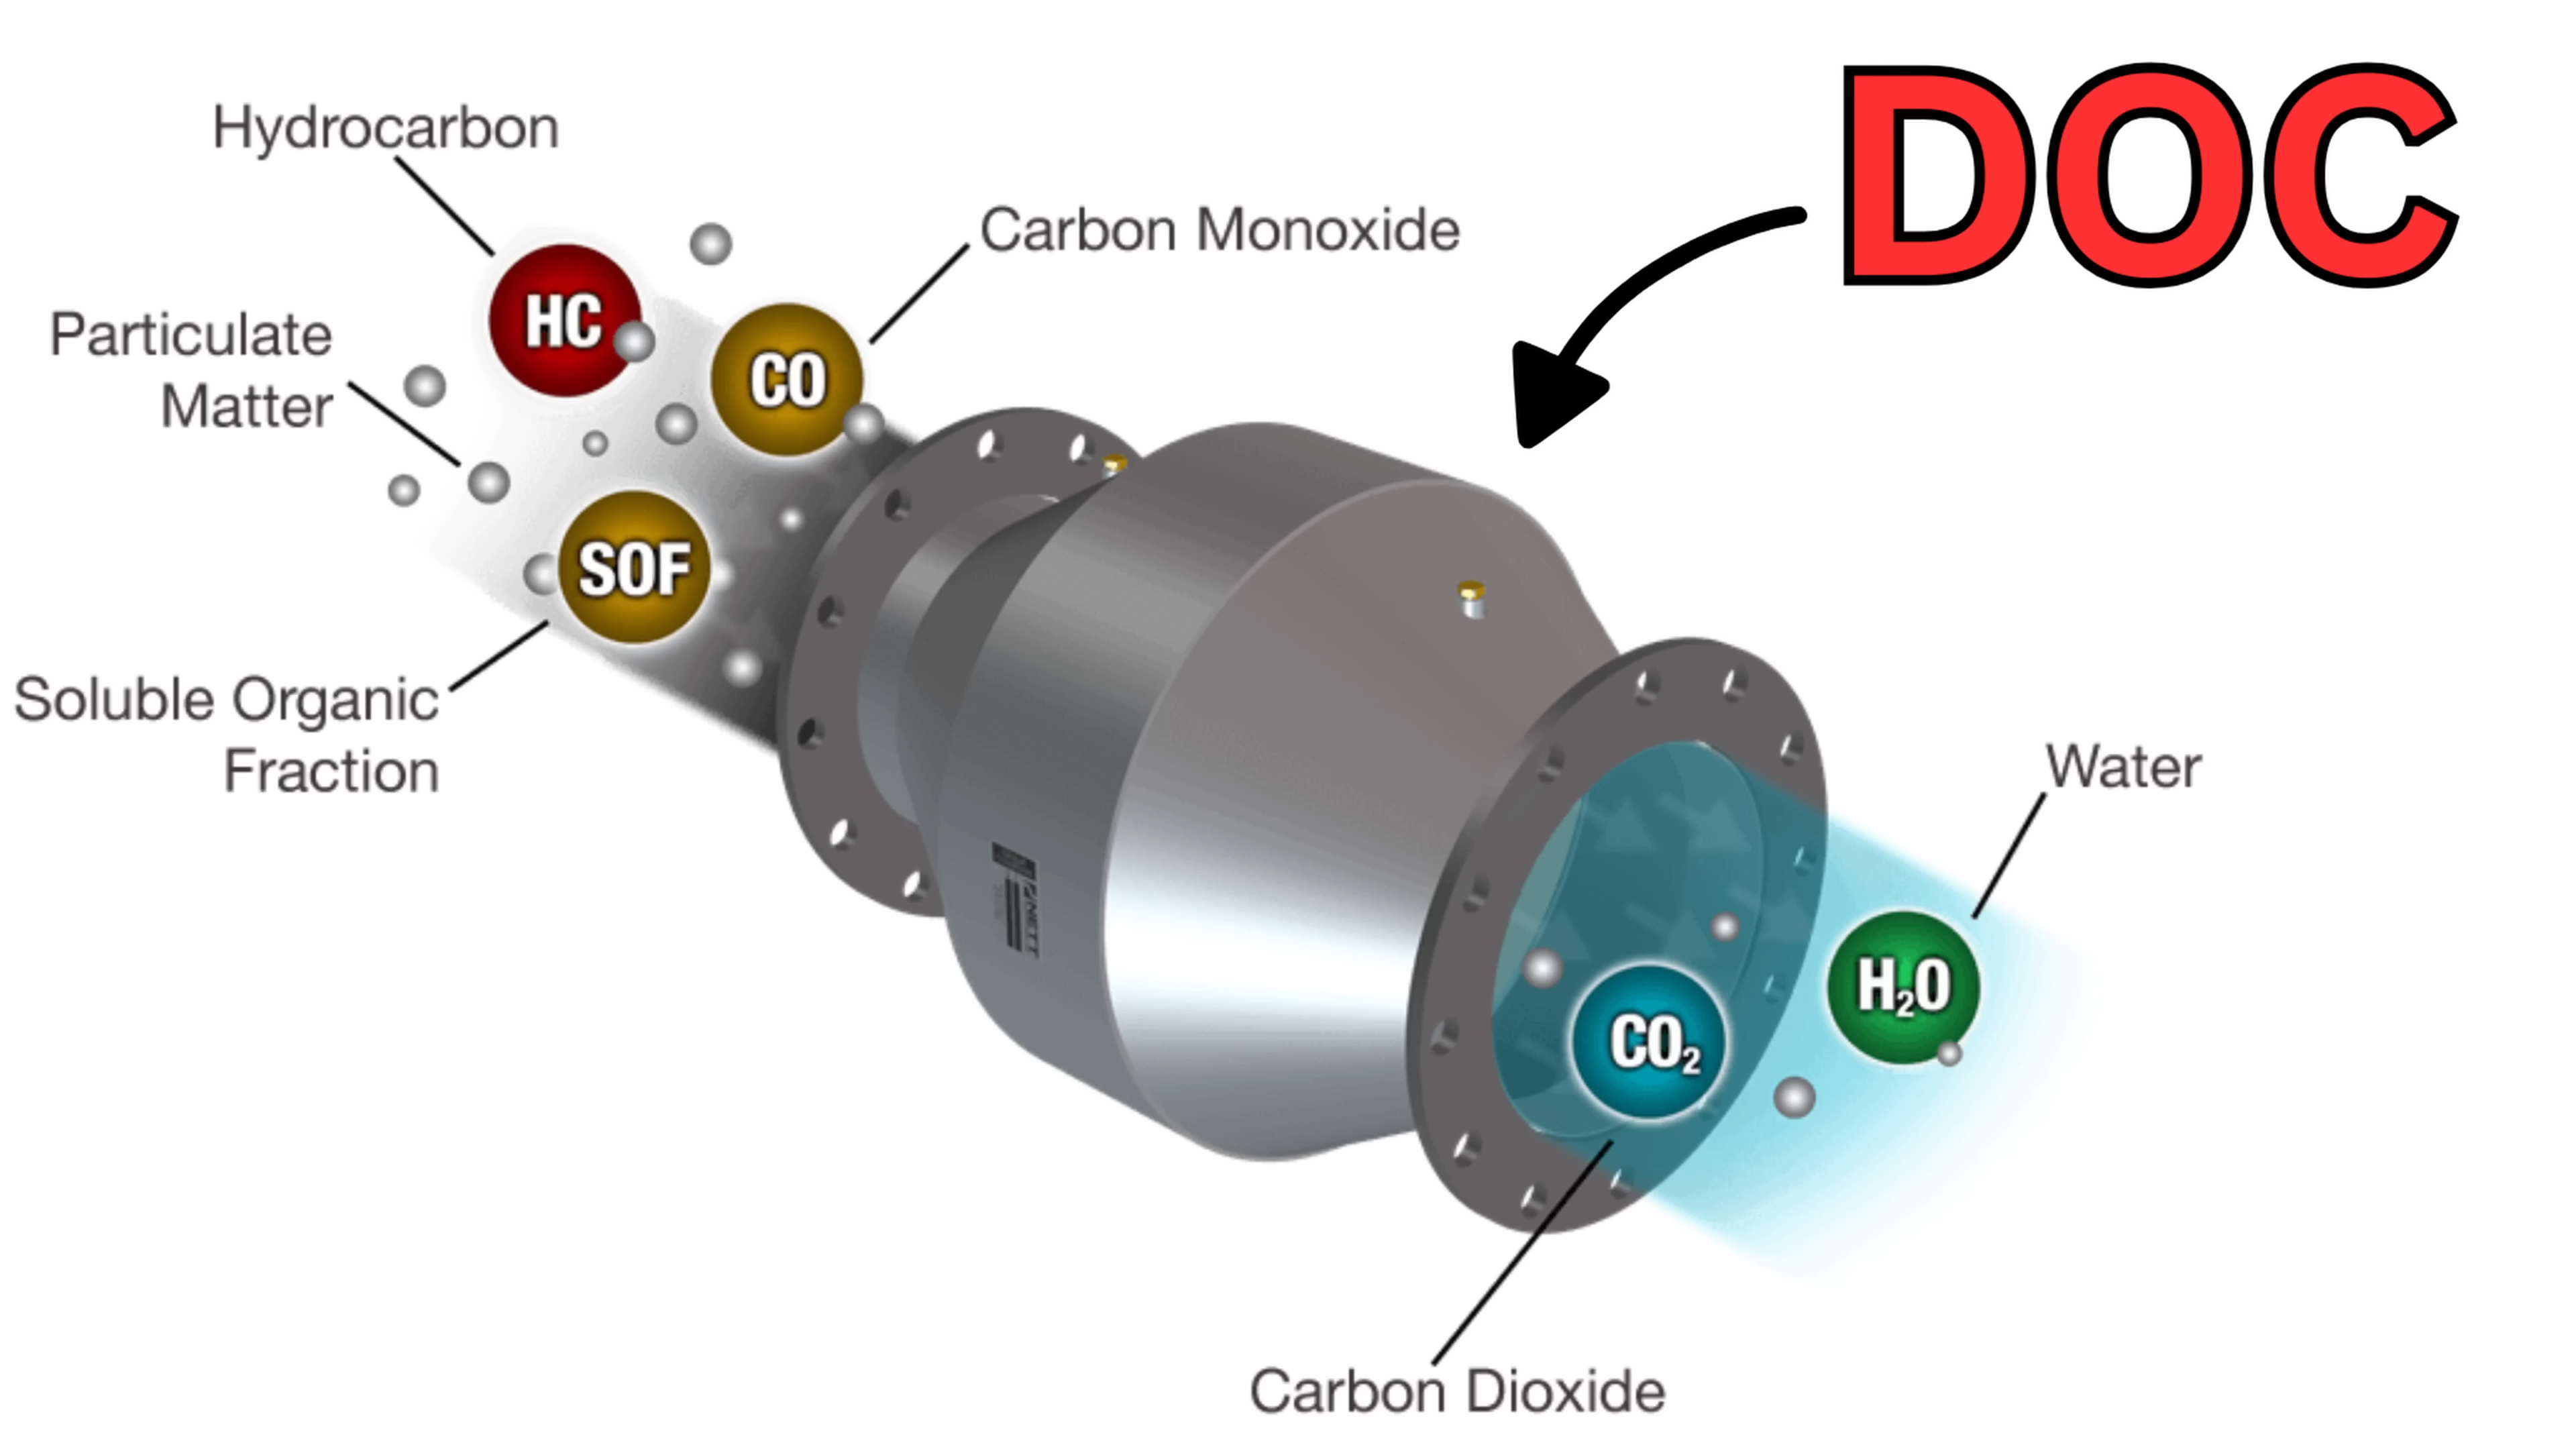 DOC
Hydrocarbon
Carbon Monoxide
HC
Particulate
Matter
CO
SOF
Soluble Organic
Fraction
Water
H₂O
CO₂
Carbon Dioxide